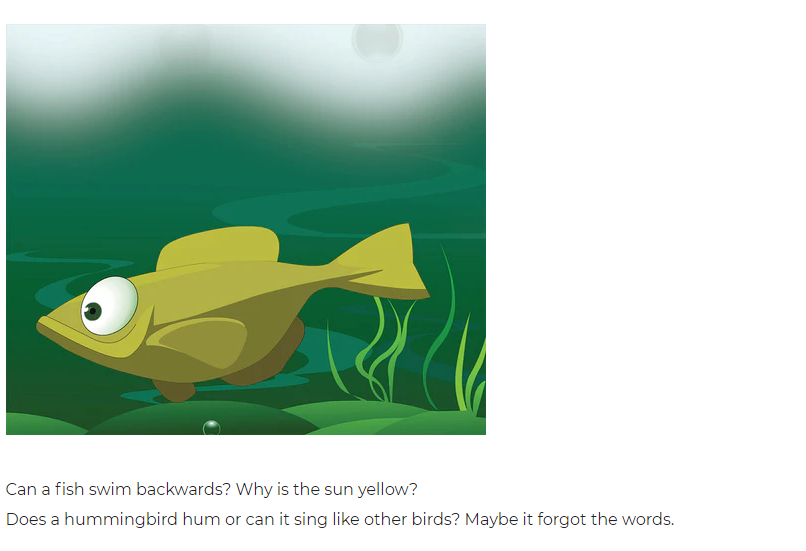 Can a fish swim backwards? Why is the sun yellow?
Does a hummingbird hum or can it sing like other birds? Maybe it forgot the words.